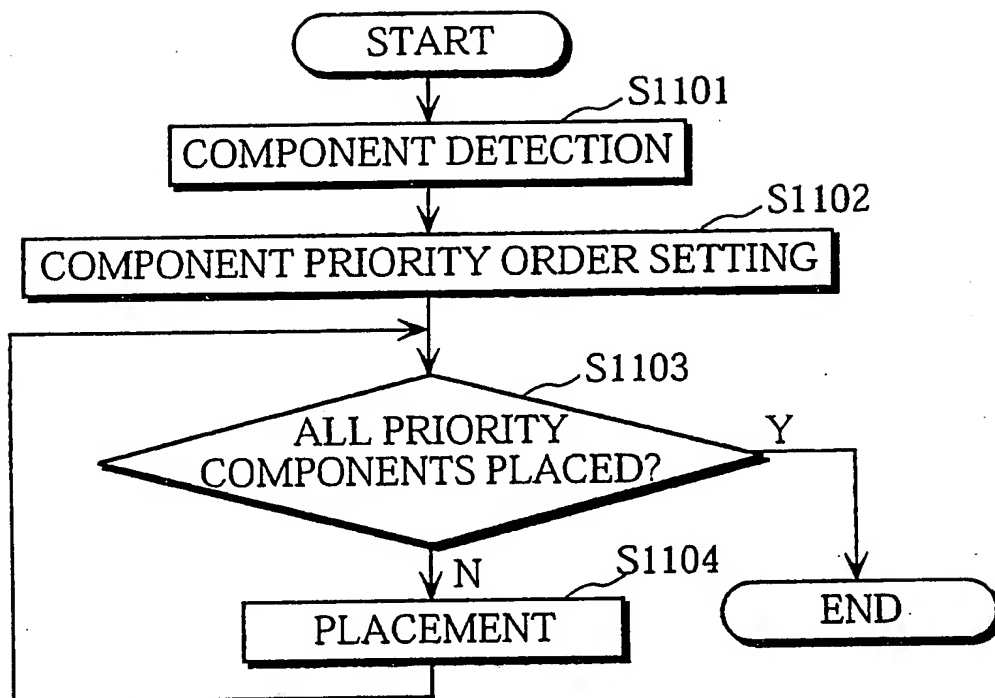 START
S1101
COMPONENT DETECTION
S1102
COMPONENT PRIORITY ORDER SETTING
S1103
ALL PRIORITY
COMPONENTS PLACED?
Y
N
S1104
PLACEMENT
END